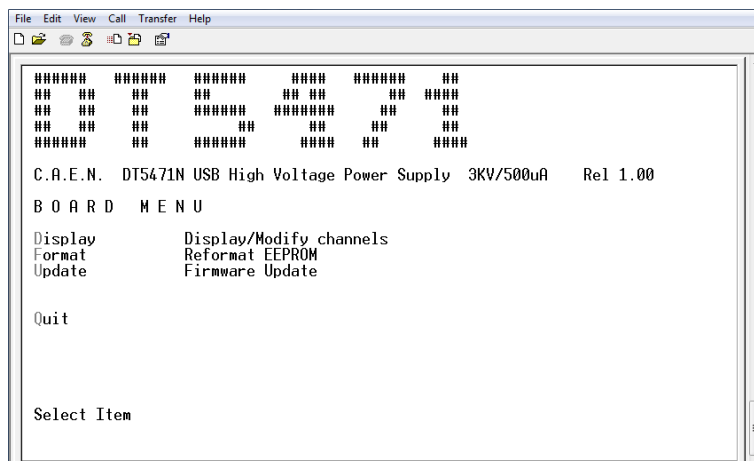 File Edit View Call Transfer Help
DT5471
C.A.E.N. DT5471N USB High Voltage Power Supply 3KV/500uA Rel 1.00
B O A R D M E N U
Display Display/Modify channels
Format Reformat EEPROM
Update Firmware Update
Quit
Select Item